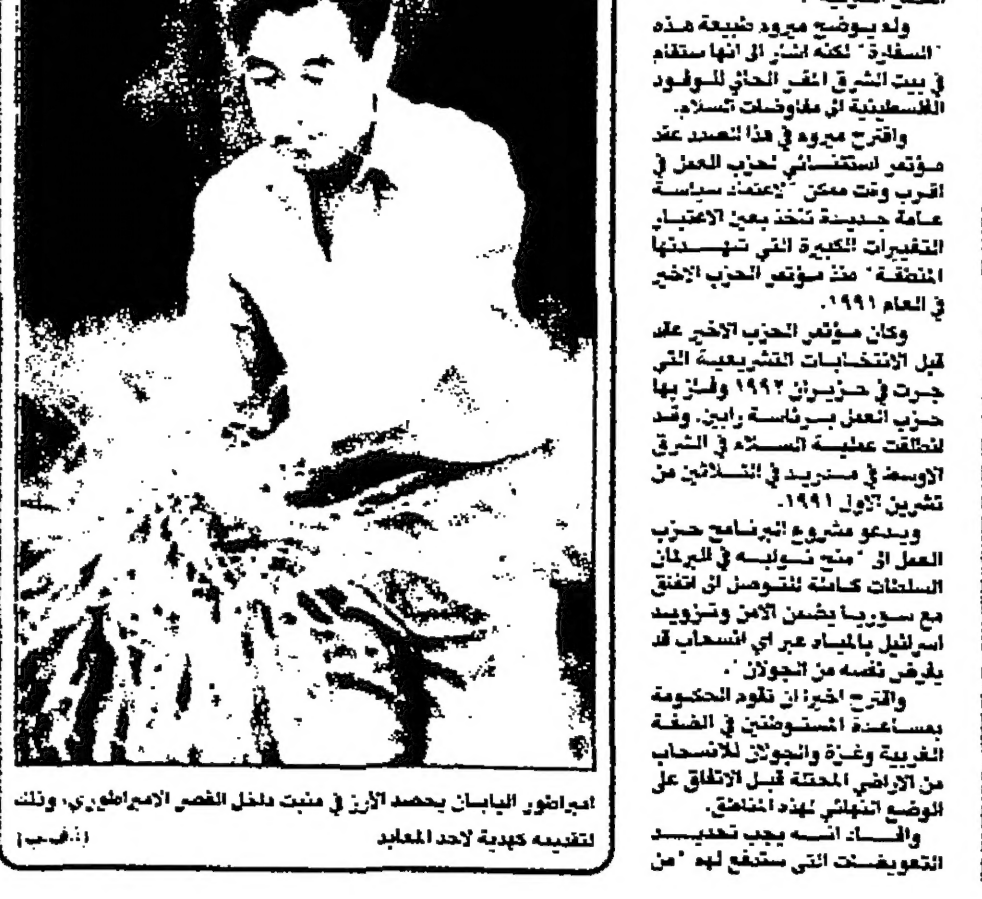 ولم يوضح ميروم طبيعة هذه
"السفارة" لكنه اشار الى انها ستقام
في بيت الشرق المقر الحالي للوفود
الفلسطينية الى مفاوضات السلام.
واقترح ميروم في هذا الصدد عقد
مؤتمر استثنائي لحزب العمل في
اقرب وقت ممكن "لاعتماد سياسة
عامة جديدة تتخذ بعين الاعتبار
التغييرات الكبيرة التي شهدتها
المنطقة" منذ مؤتمر الحزب الاخير
في العام ١٩٩١.
وكان مؤتمر الحزب الاخير عقد
قبل الانتخابات التشريعية التي
جرت في حزيران ١٩٩٢ وفاز بها
حزب العمل برئاسة رابين. وقد
انطلقت عملية السلام في الشرق
الاوسط في مدريد في الثلاثين من
تشرين الاول ١٩٩١.
ويدعو مشروع البرنامج حزب
العمل الى "منح نوابه في البرلمان
السلطات كاملة للتوصل الى اتفاق
مع سوريا يضمن الامن وتزويد
اسرائيل بالمياه عبر اي انسحاب قد
يفرض نفسه من الجولان".
واقترح اخيرا ان تقوم الحكومة
بمساعدة المستوطنين في الضفة
الغربية وغزة والجولان للانسحاب
من الاراضي المحتلة قبل الاتفاق على
الوضع النهائي لهذه المناطق.
وافاد انه يجب تحديد
التعويضات التي ستدفع لهم "من
امبراطور اليابان يحصد الأرز في منبت داخل القصر الامبراطوري، وذلك
لتقديمه كهدية لاحد المعابد
(أ.ف.ب)